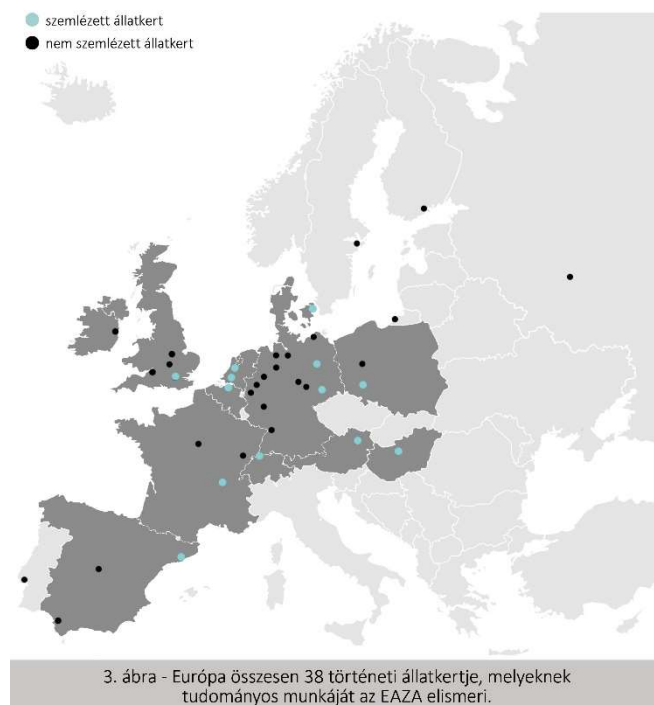 szemlézett állatkert
nem szemlézett állatkert
3. ábra - Európa összesen 38 történeti állatkertje, melyeknek
tudományos munkáját az EAZA elismeri.